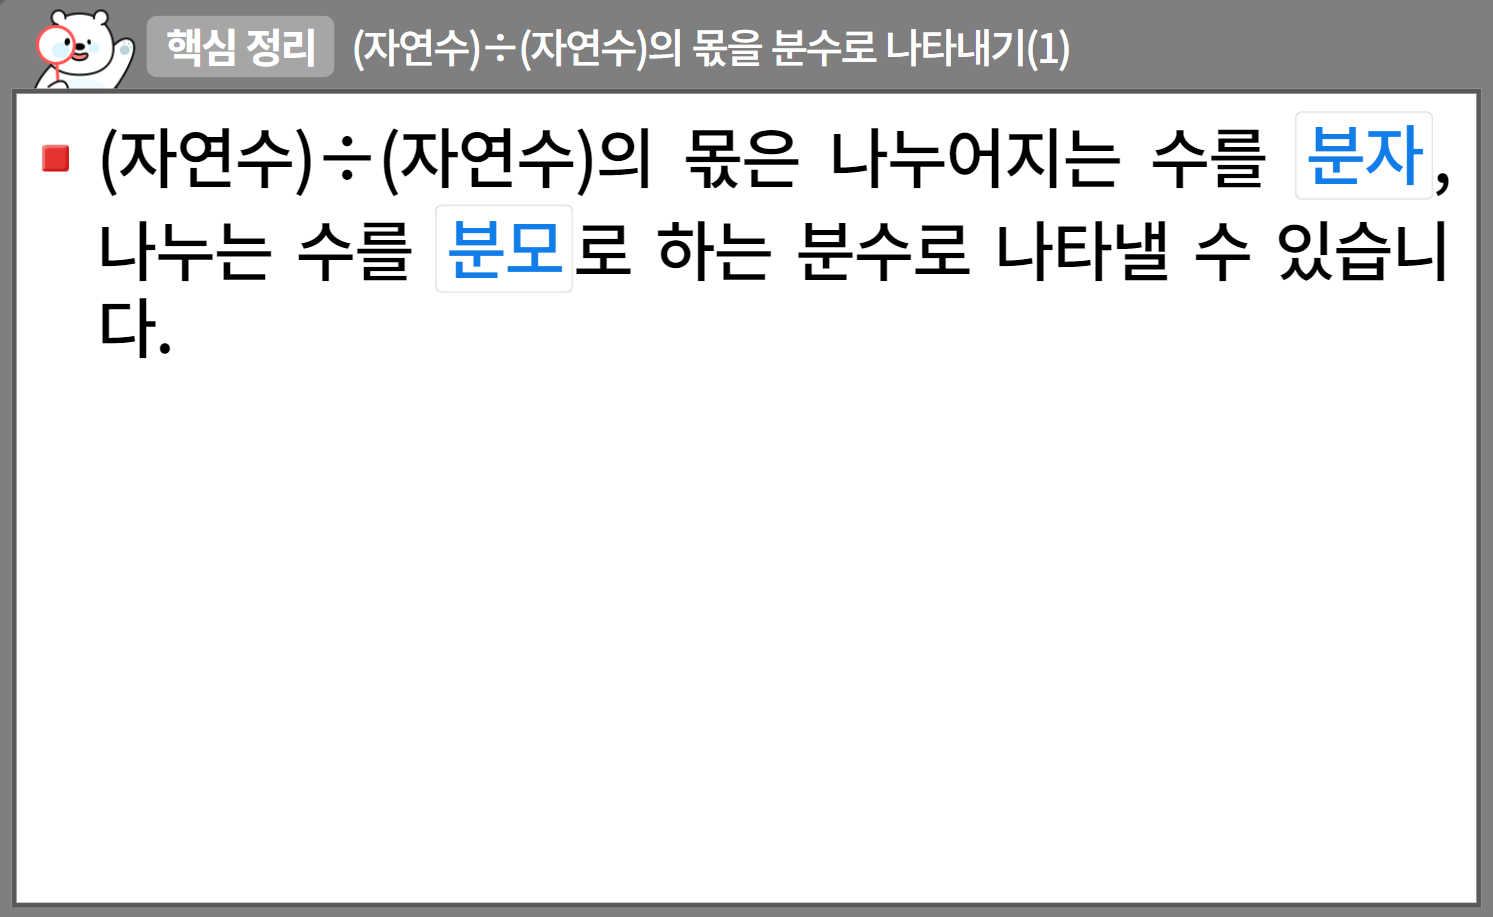 핵심 정리 (자연수)÷(자연수)의 몫을 분수로 나타내기(1)
(자연수)÷(자연수)의 몫은 나누어지는 수를 분자,
나누는 수를 분모로 하는 분수로 나타낼 수 있습니
다.